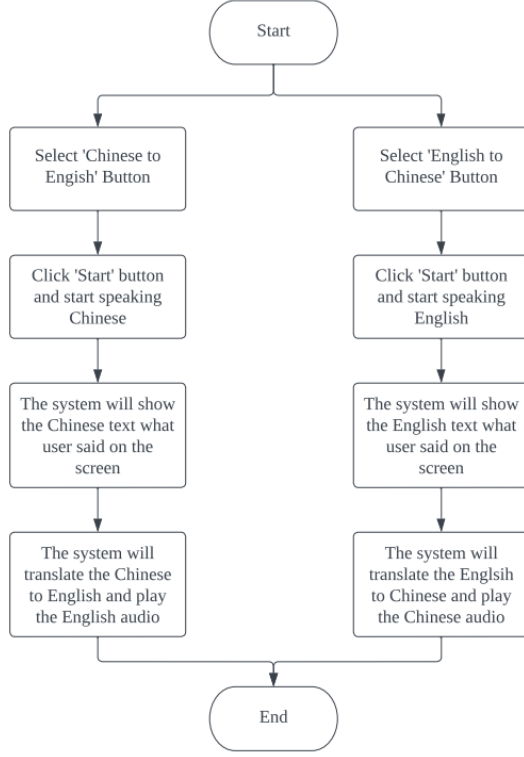 Start
Select 'Chinese to
Engish' Button
Click 'Start' button
and start speaking
Chinese
The system will show
the Chinese text what
user said on the
screen
The system will
translate the Chinese
to English and play
the English audio
Select 'English to
Chinese' Button
Click 'Start' button
and start speaking
English
The system will show
the English text what
user said on the
screen
The system will
translate the Englsih
to Chinese and play
the Chinese audio
End